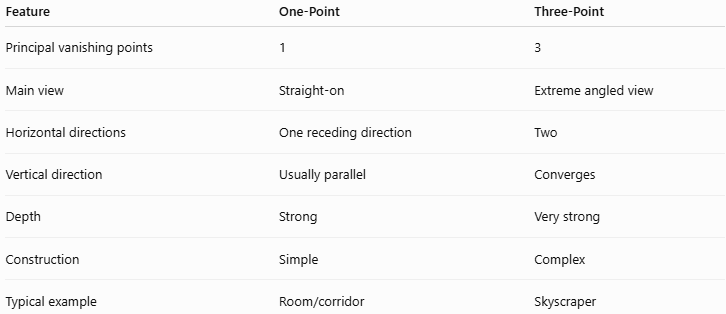 Feature One-Point Three-Point
Principal vanishing points 1 3
Main view Straight-on Extreme angled view
Horizontal directions One receding direction Two
Vertical direction Usually parallel Converges
Depth Strong Very strong
Construction Simple Complex
Typical example Room/corridor Skyscraper